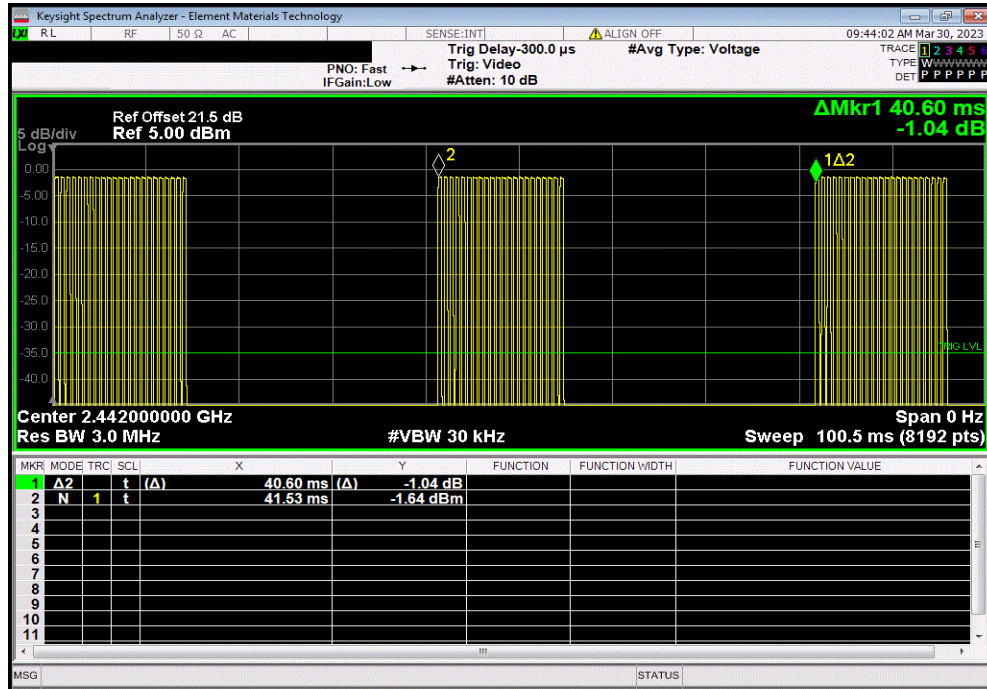 Keysight Spectrum Analyzer - Element Materials Technology
LXI RL RF 50 Ω AC SENSE:INT ALIGN OFF 09:44:02 AM Mar 30, 2023
Trig Delay-300.0 µs #Avg Type: Voltage TRACE 1 2 3 4 5 6
PNO: Fast Trig: Video TYPE WWWWWW
IFGain:Low #Atten: 10 dB DET P P P P P P
ΔMkr1 40.60 ms
-1.04 dB
Ref Offset 21.5 dB
5 dB/div Ref 5.00 dBm
Log
2
1Δ2
0.00
-5.00
-10.0
-15.0
-20.0
-25.0
-30.0
-35.0
TRIG LVL
-40.0
Center 2.442000000 GHz Span 0 Hz
Res BW 3.0 MHz #VBW 30 kHz Sweep 100.5 ms (8192 pts)
MKR MODE TRC SCL X Y FUNCTION FUNCTION WIDTH FUNCTION VALUE
1 Δ2 t (Δ) 40.60 ms (Δ) -1.04 dB
2 N 1 t 41.53 ms -1.64 dBm
3
4
5
6
7
8
9
10
11
MSG STATUS